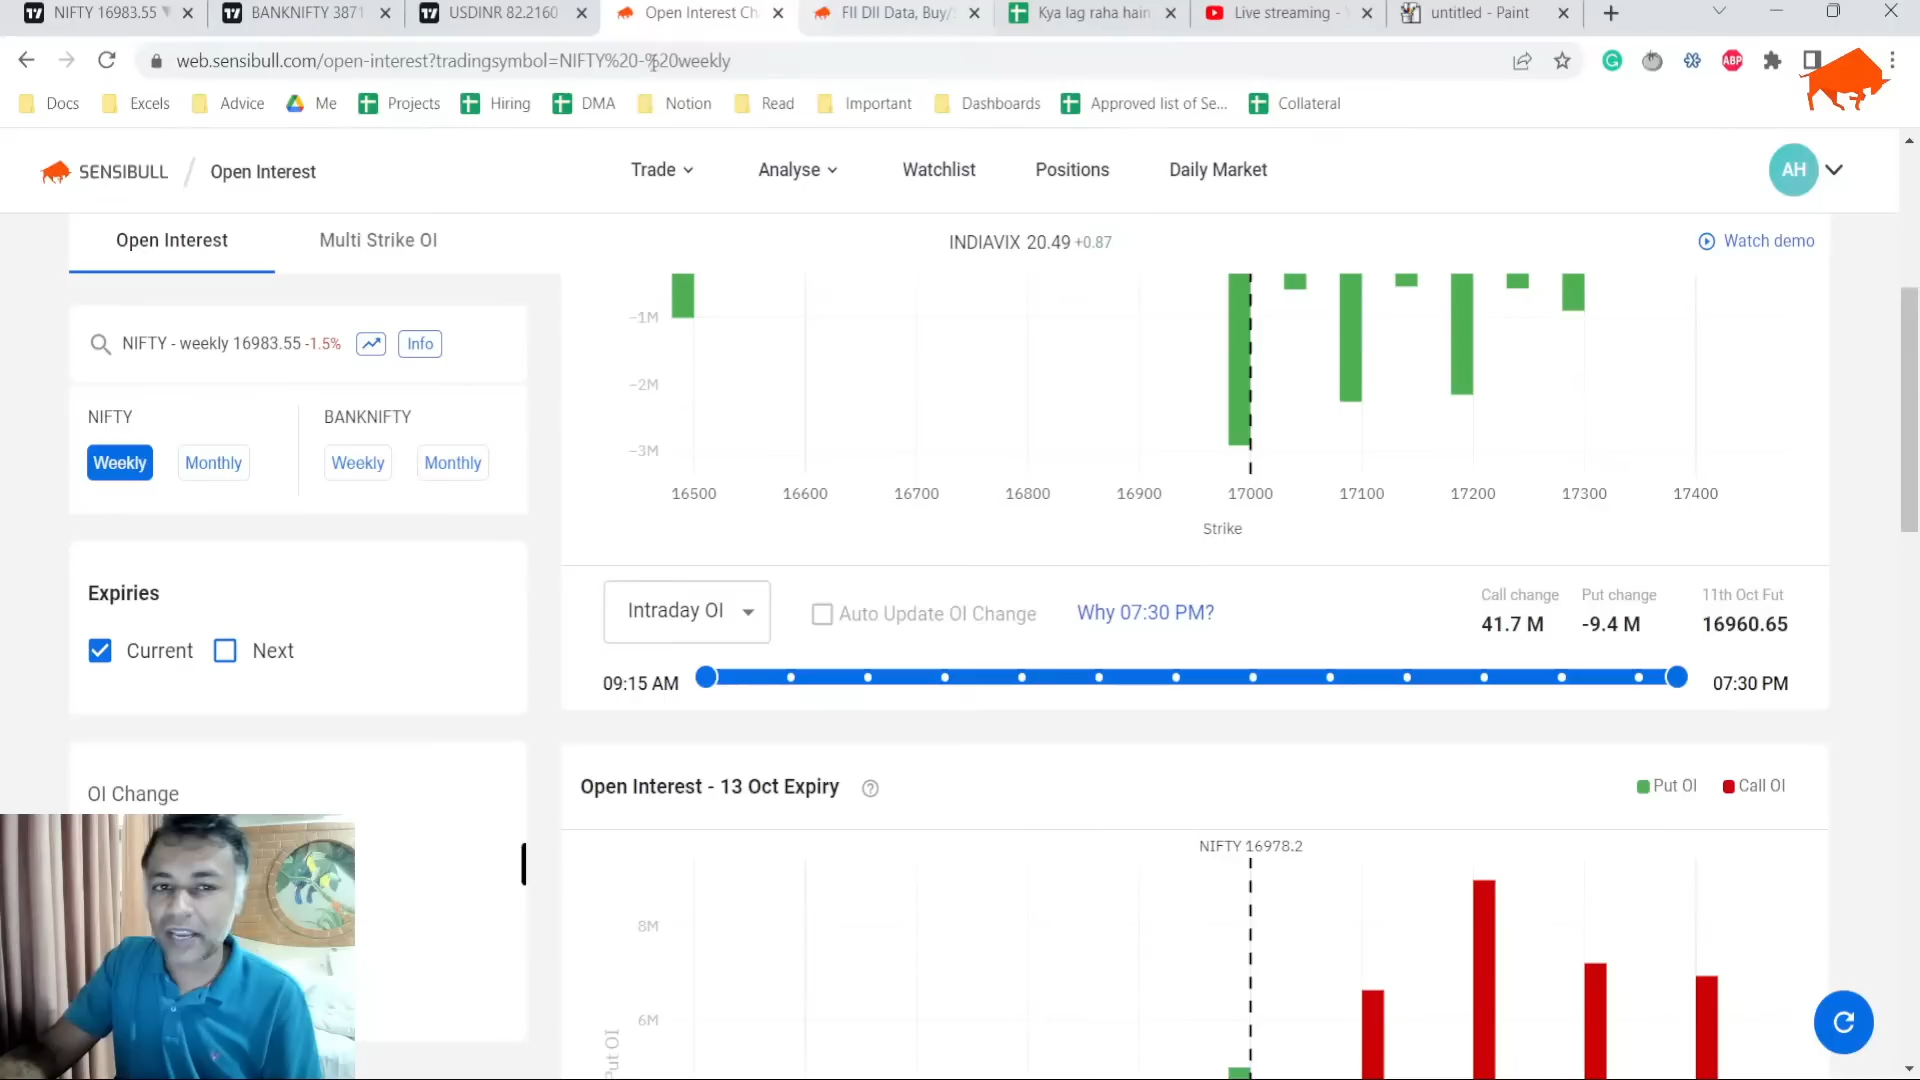 NIFTY 16983.55
BANKNIFTY 3871
USDINR 82.2160
Open Interest Ch
FII DII Data, Buy/
Kya lag raha hain
Live streaming -
untitled - Paint
web.sensibull.com/open-interest?tradingsymbol=NIFTY%20-%20weekly
G
ABP
Docs
Excels
Advice
Me
Projects
Hiring
DMA
Notion
Read
Important
Dashboards
Approved list of Se...
Collateral
SENSIBULL / Open Interest
Trade
Analyse
Watchlist
Positions
Daily Market
AH
Open Interest
Multi Strike OI
INDIAVIX 20.49 +0.87
Watch demo
NIFTY - weekly 16983.55 -1.5%
Info
NIFTY
BANKNIFTY
Weekly
Monthly
Weekly
Monthly
Expiries
Current
Next
OI Change
−1M
−2M
−3M
16500 16600 16700 16800 16900 17000 17100 17200 17300 17400
Strike
Intraday OI
Auto Update OI Change
Why 07:30 PM?
Call change
41.7 M
Put change
-9.4 M
11th Oct Fut
16960.65
09:15 AM
07:30 PM
Open Interest - 13 Oct Expiry
Put OI
Call OI
NIFTY 16978.2
8M
6M
Put OI